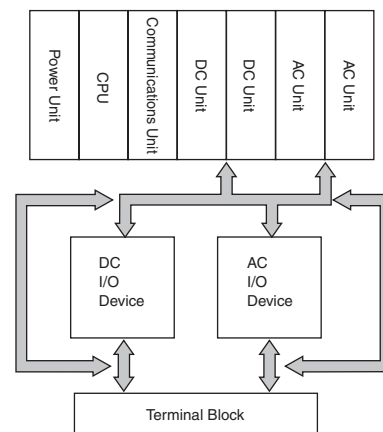 Power Unit
CPU
Communications Unit
DC Unit
DC Unit
AC Unit
AC Unit
DC
I/O
Device
AC
I/O
Device
Terminal Block